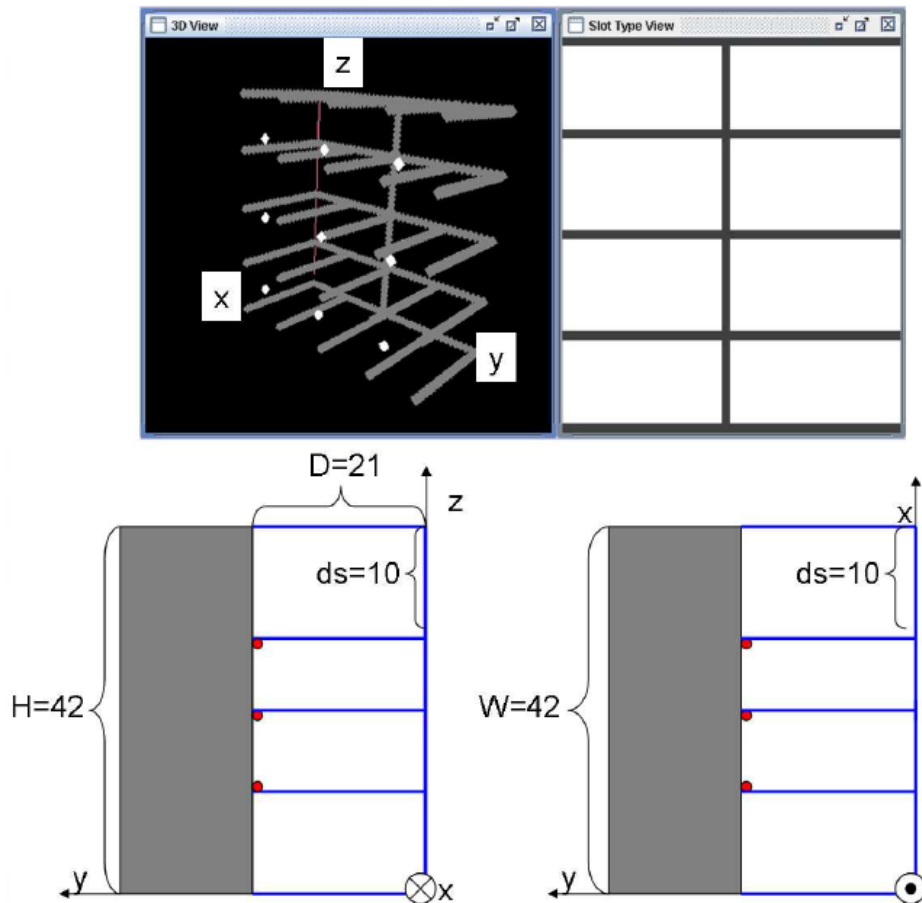 3D View
Slot Type View
z
x
y
D=21
z
x
ds=10
ds=10
H=42
W=42
y
x
y